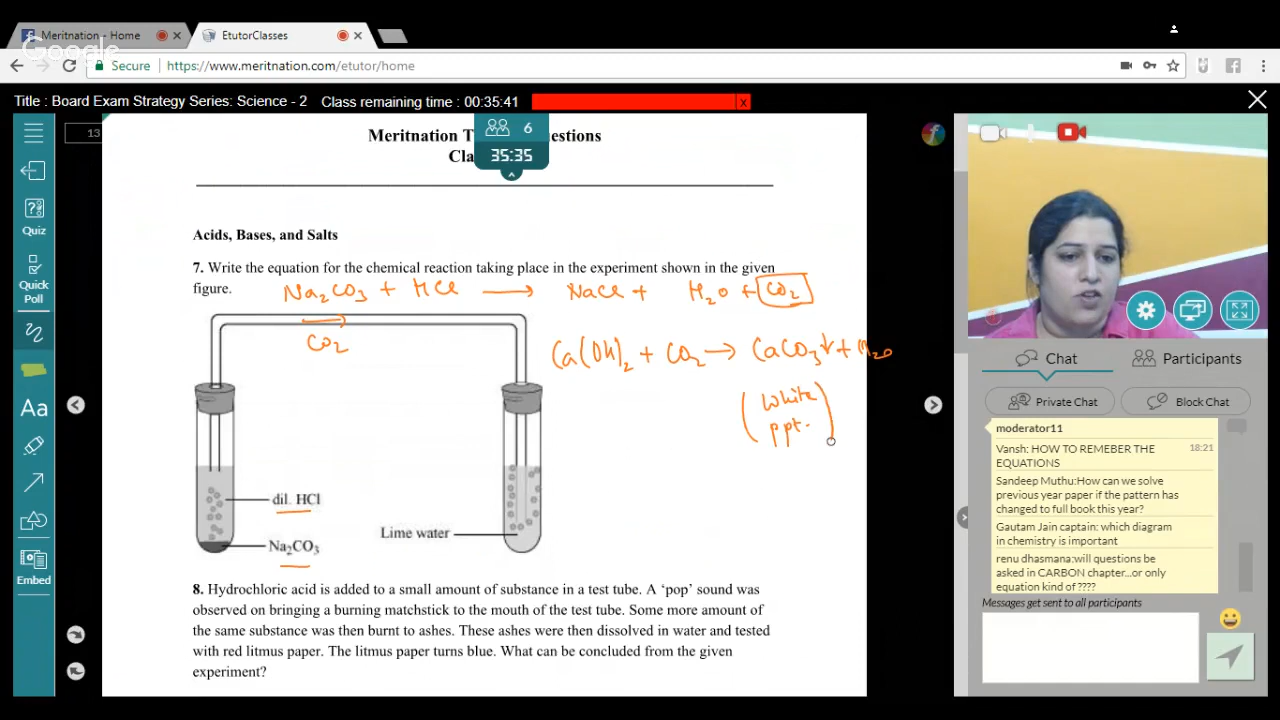 Meritnation - Home
EtutorClasses
Google
Secure
https://www.meritnation.com/etutor/home
Title : Board Exam Strategy Series: Science - 2 Class remaining time : 00:35:41
x
13
6
35:35
Meritnation T
uestions
Cla
Quiz
Quick
Poll
Aa
Embed
Acids, Bases, and Salts
7. Write the equation for the chemical reaction taking place in the experiment shown in the given
figure.
Na2CO3 + HCl ⟶ NaCl + H2O + CO2
CO2
Ca(OH)2 + CO2 → CaCO3↓ + H2O
(White
ppt.)
dil. HCl
Lime water
Na2CO3
8. Hydrochloric acid is added to a small amount of substance in a test tube. A ‘pop’ sound was
observed on bringing a burning matchstick to the mouth of the test tube. Some more amount of
the same substance was then burnt to ashes. These ashes were then dissolved in water and tested
with red litmus paper. The litmus paper turns blue. What can be concluded from the given
experiment?
Chat
Participants
Private Chat
Block Chat
moderator11
Vansh: HOW TO REMEBER THE
EQUATIONS
18:21
Sandeep Muthu:How can we solve
previous year paper if the pattern has
changed to full book this year?
Gautam Jain captain: which diagram
in chemistry is important
renu dhasmana:will questions be
asked in CARBON chapter...or only
equation kind of ????
Messages get sent to all participants